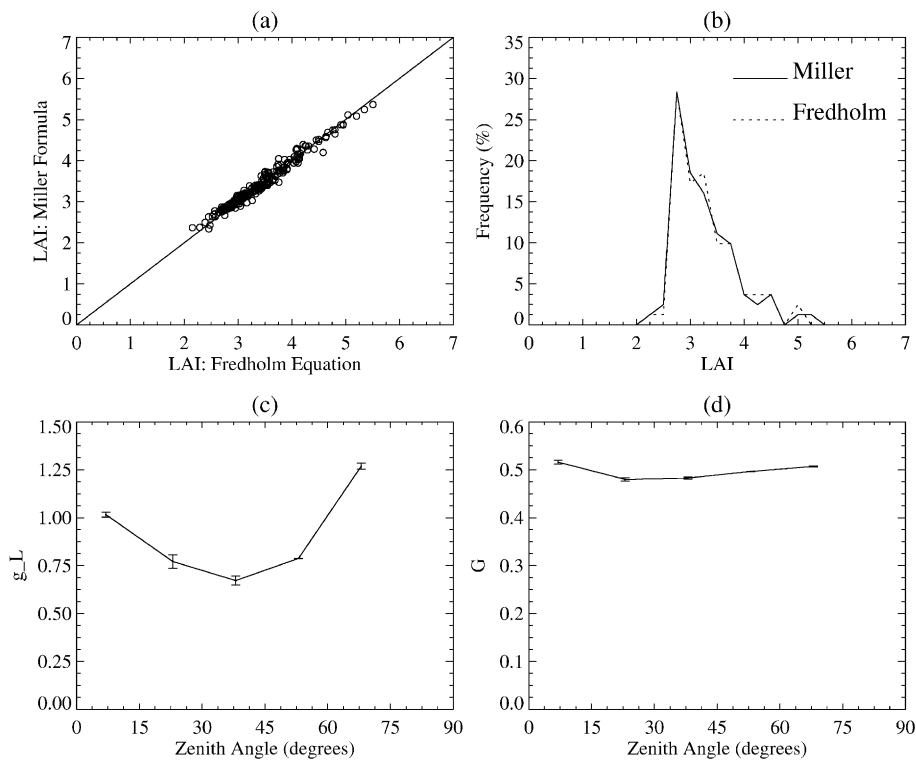 (a)
7
6
5
4
3
2
1
0
LAI: Miller Formula
0 1 2 3 4 5 6 7
LAI: Fredholm Equation
(b)
35
30
25
20
15
10
5
0
Frequency (%)
Miller
Fredholm
0 1 2 3 4 5 6 7
LAI
(c)
1.50
1.25
1.00
0.75
0.50
0.25
0.00
g_L
0 15 30 45 60 75 90
Zenith Angle (degrees)
(d)
0.6
0.5
0.4
0.3
0.2
0.1
0.0
G
0 15 30 45 60 75 90
Zenith Angle (degrees)